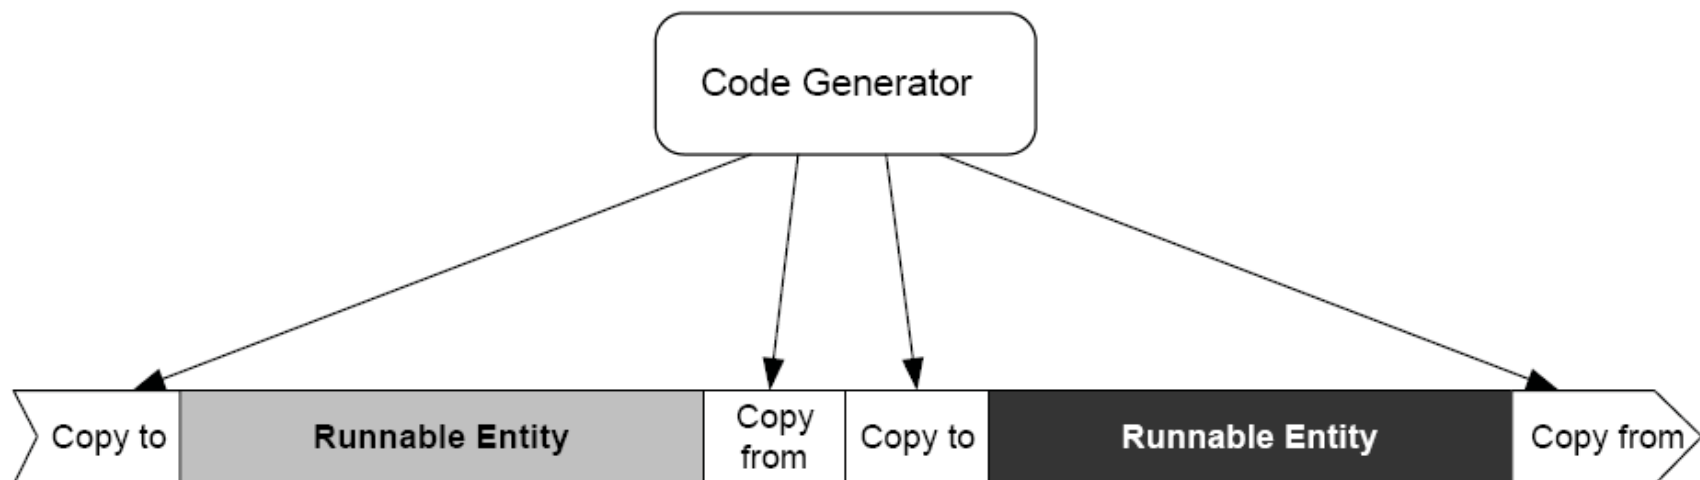 Code Generator
Copy to
Runnable Entity
Copy
from
Copy to
Runnable Entity
Copy from